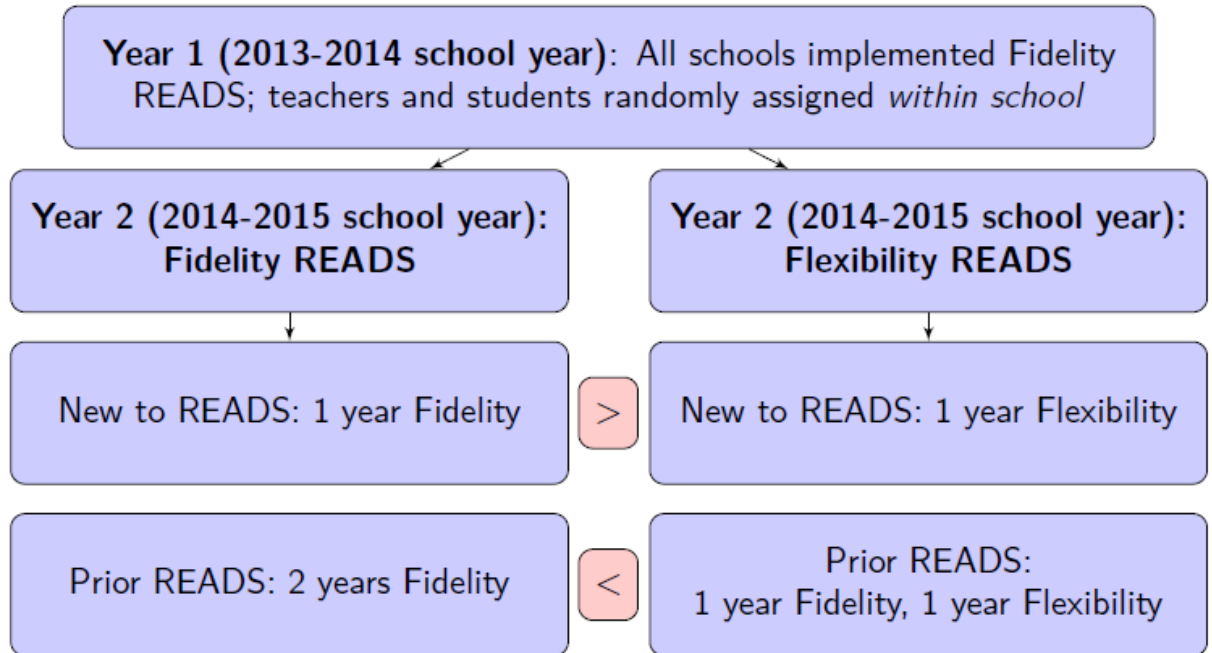 Year 1 (2013-2014 school year): All schools implemented Fidelity
READS; teachers and students randomly assigned within school
Year 2 (2014-2015 school year):
Fidelity READS
Year 2 (2014-2015 school year):
Flexibility READS
New to READS: 1 year Fidelity
>
New to READS: 1 year Flexibility
Prior READS: 2 years Fidelity
<
Prior READS:
1 year Fidelity, 1 year Flexibility